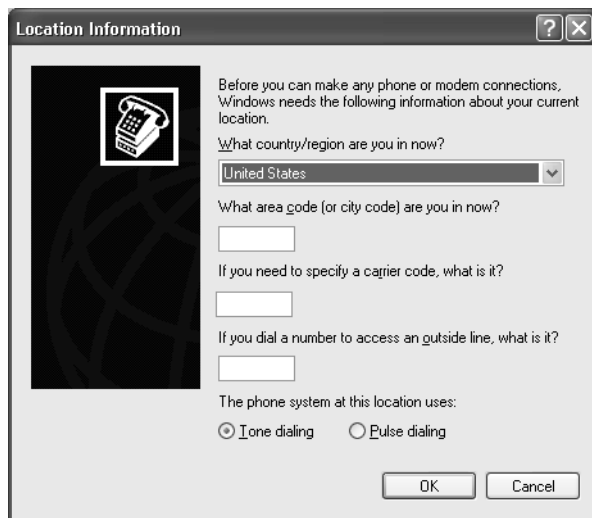 Location Information
Before you can make any phone or modem connections,
Windows needs the following information about your current
location.
What country/region are you in now?
United States
What area code (or city code) are you in now?
If you need to specify a carrier code, what is it?
If you dial a number to access an outside line, what is it?
The phone system at this location uses:
Tone dialing Pulse dialing
OK Cancel